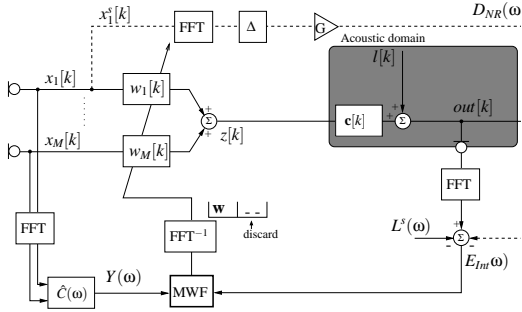 x₁ˢ[k]
FFT
Δ
G
D_NR(ω
Acoustic domain
l[k]
x₁[k]
w₁[k]
+
+
Σ
z[k]
c[k]
+
+
Σ
out[k]
x_M[k]
w_M[k]
FFT
FFT
FFT⁻¹
w
- -
discard
Lˢ(ω)
+
-
Σ
-
E_Int ω)
Ĉ(ω)
Y(ω)
MWF